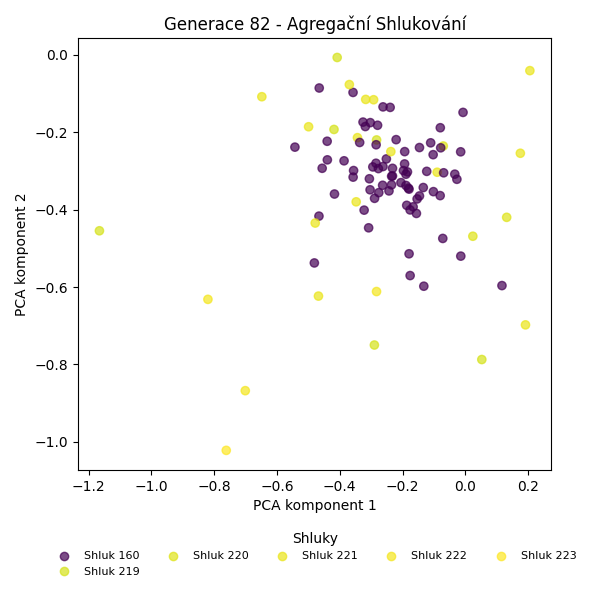 Generace 82 - Agregační Shlukování
PCA komponent 2
0.0
−0.2
−0.4
−0.6
−0.8
−1.0
−1.2 −1.0 −0.8 −0.6 −0.4 −0.2 0.0 0.2
PCA komponent 1
Shluky
Shluk 160 Shluk 220 Shluk 221 Shluk 222 Shluk 223
Shluk 219